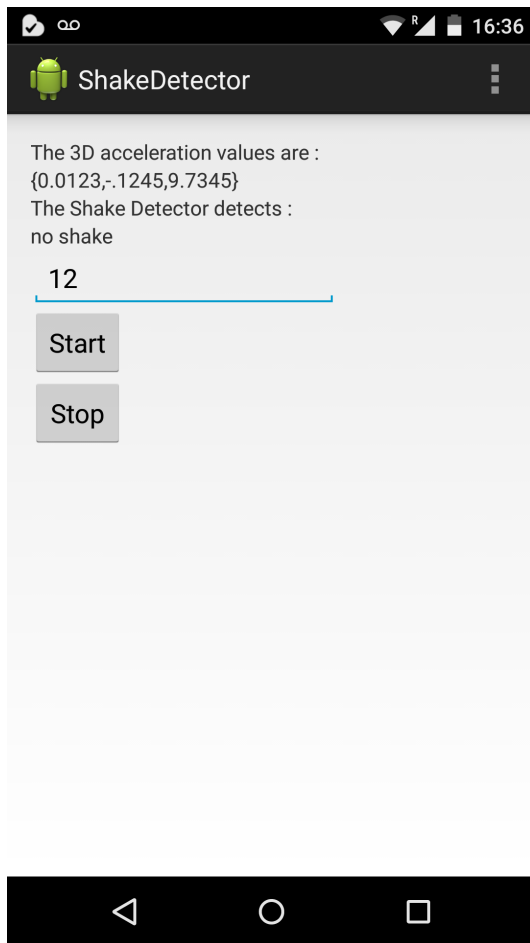 R 16:36
ShakeDetector
The 3D acceleration values are :
{0.0123,-.1245,9.7345}
The Shake Detector detects :
no shake
12
Start
Stop